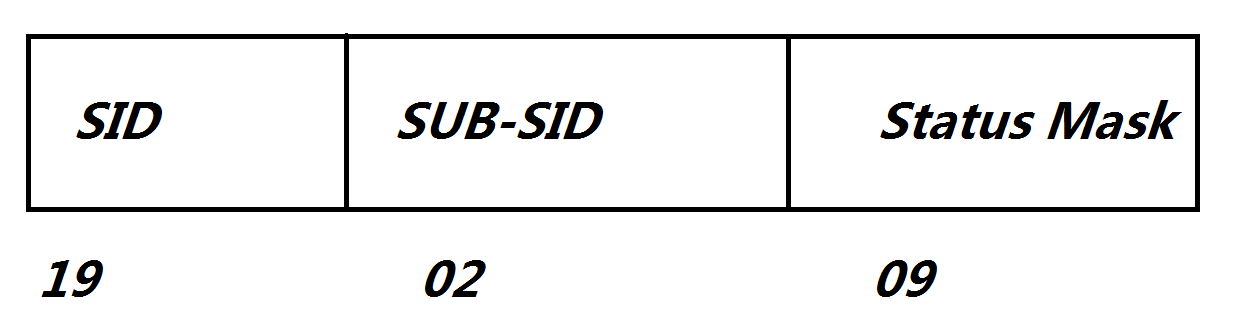 SID SUB-SID Status Mask
19 02 09